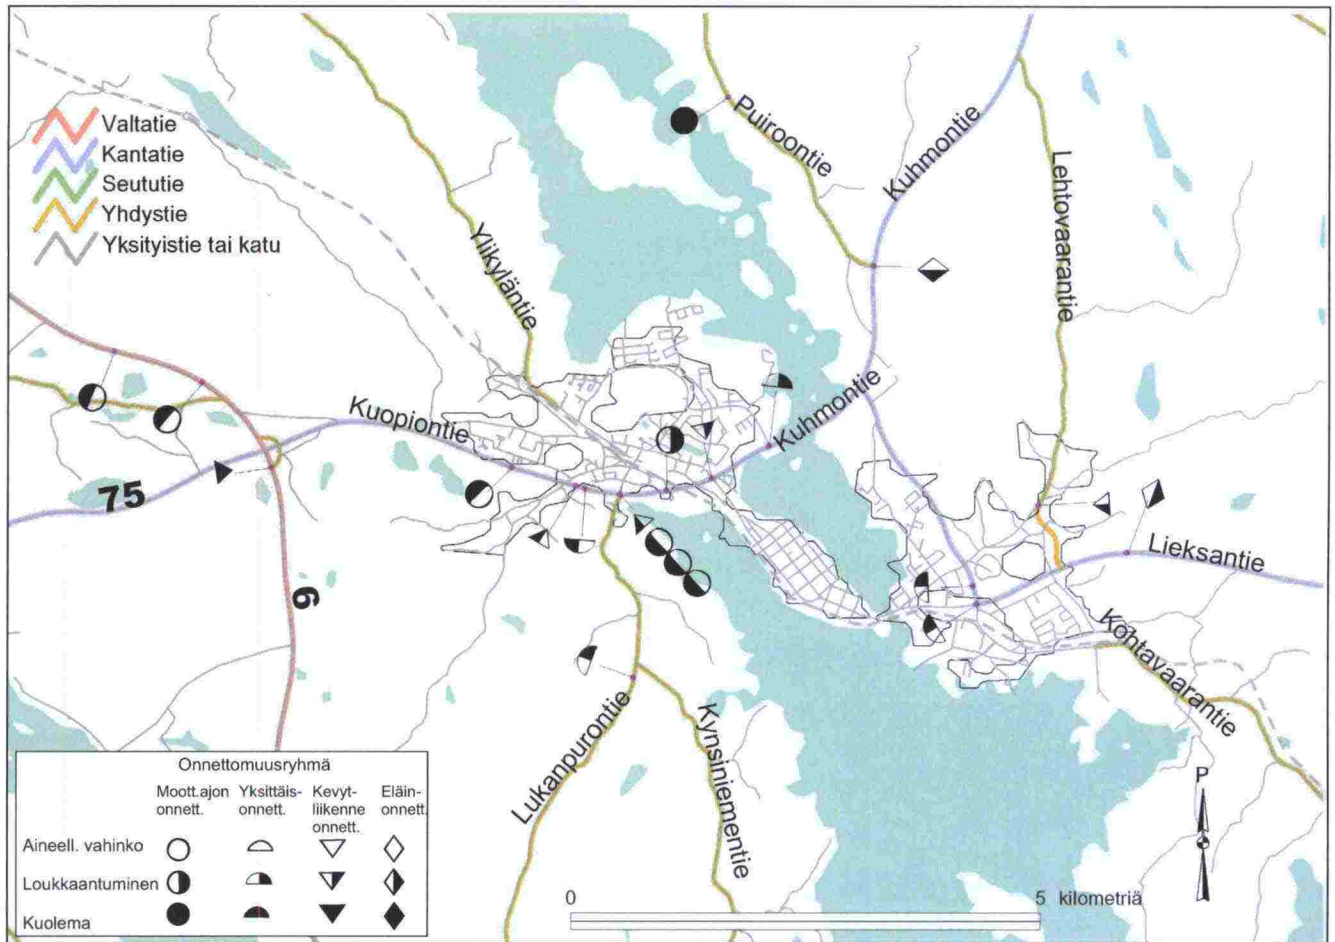 Valtatie
Kantatie
Seututie
Yhdystie
Yksityistie tai katu
Puiroontie
Kuhmontie
Lehtovaarantie
Ylikyläntie
Kuopiontie
Kuhmontie
75
6
Lieksantie
Kohtavaarantie
Lukanpurontie
Kynsiniementie
P
0 5 kilometriä
Onnettomuusryhmä
Moott.ajon Yksittäis- Kevyt- Eläin-
onnett. onnett. liikenne onnett.
onnett.
Aineell. vahinko
Loukkaantuminen
Kuolema